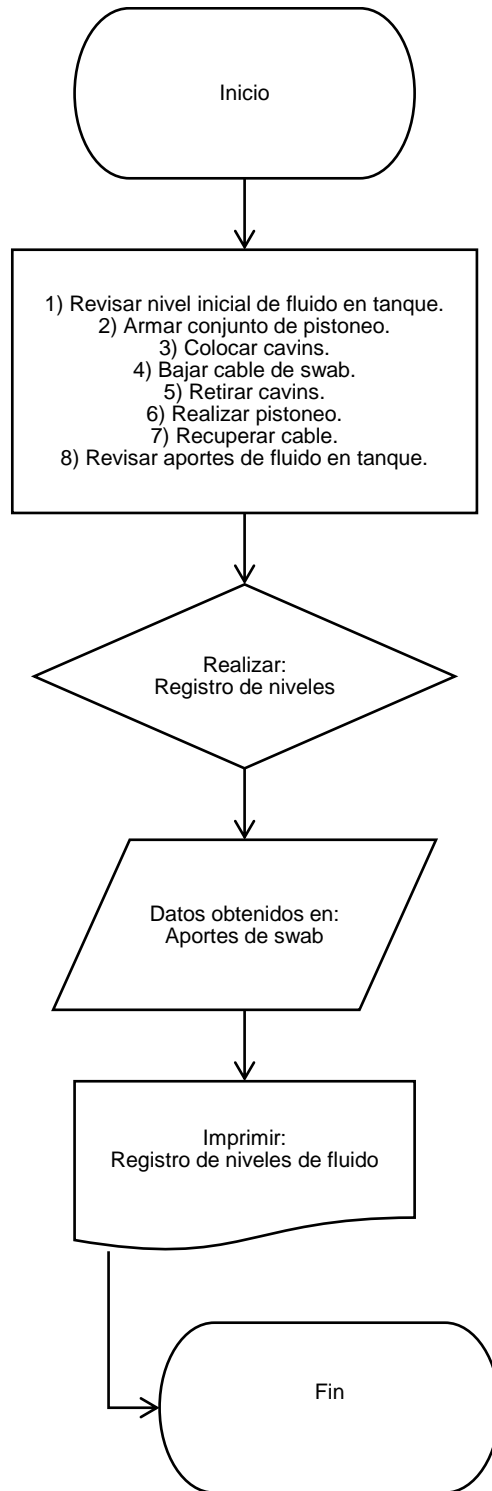 Inicio
1) Revisar nivel inicial de fluido en tanque.
2) Armar conjunto de pistoneo.
3) Colocar cavins.
4) Bajar cable de swab.
5) Retirar cavins.
6) Realizar pistoneo.
7) Recuperar cable.
8) Revisar aportes de fluido en tanque.
Realizar:
Registro de niveles
Datos obtenidos en:
Aportes de swab
Imprimir:
Registro de niveles de fluido
Fin